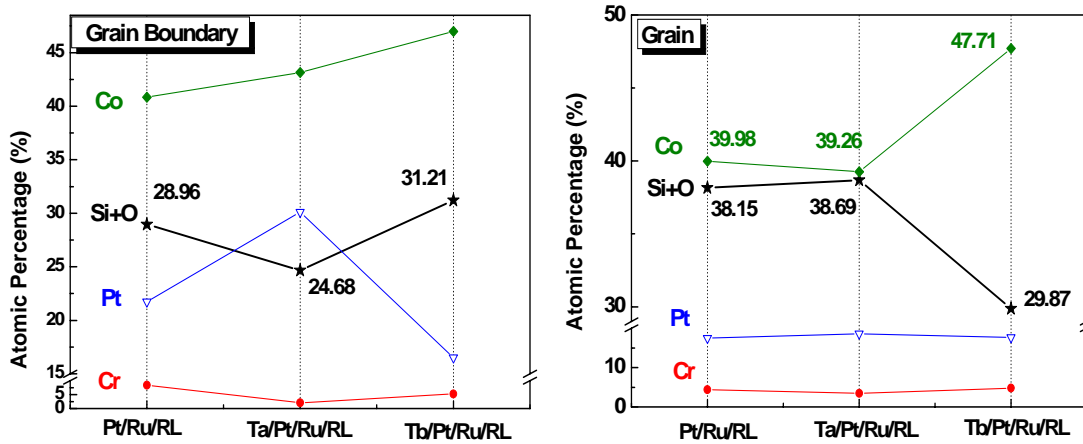 Grain Boundary
Atomic Percentage (%)
45
40
35
30
25
20
15
5
0
Co
Si+O
Pt
Cr
28.96
24.68
31.21
Pt/Ru/RL
Ta/Pt/Ru/RL
Tb/Pt/Ru/RL
Grain
Atomic Percentage (%)
50
40
30
10
0
Co
Si+O
Pt
Cr
39.98
39.26
47.71
38.15
38.69
29.87
Pt/Ru/RL
Ta/Pt/Ru/RL
Tb/Pt/Ru/RL